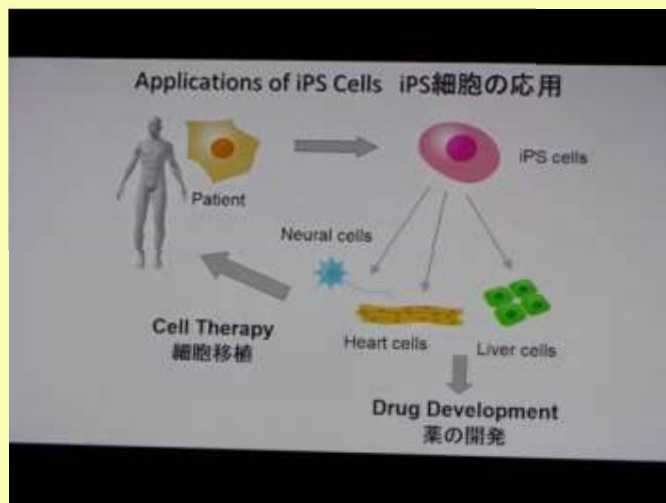 Applications of iPS Cells iPS細胞の応用
Patient
iPS cells
Neural cells
Cell Therapy
細胞移植
Heart cells
Liver cells
Drug Development
薬の開発